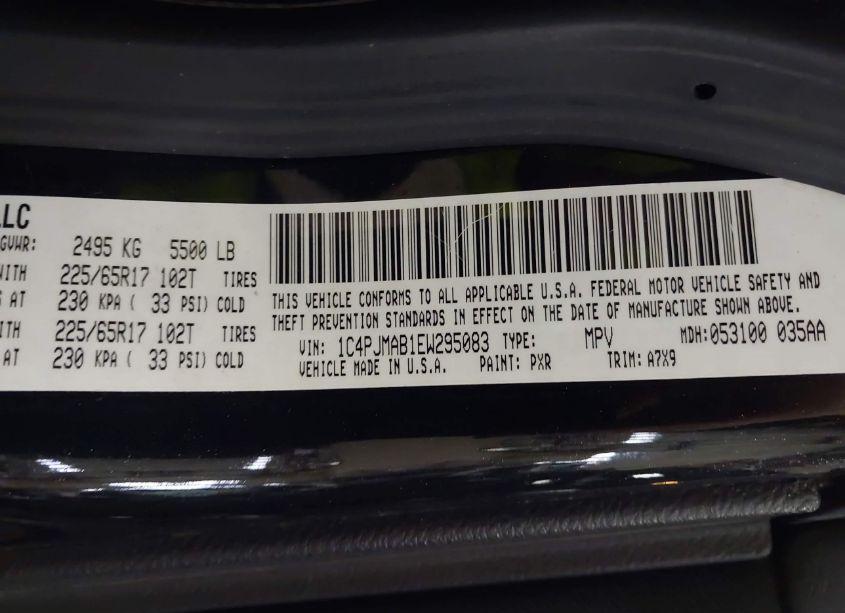 LLC
GVWR: 2495 KG 5500 LB
WITH 225/65R17 102T TIRES
AT 230 KPA ( 33 PSI) COLD
WITH 225/65R17 102T TIRES
AT 230 KPA ( 33 PSI) COLD
THIS VEHICLE CONFORMS TO ALL APPLICABLE U.S.A. FEDERAL MOTOR VEHICLE SAFETY AND
THEFT PREVENTION STANDARDS IN EFFECT ON THE DATE OF MANUFACTURE SHOWN ABOVE.
VIN: 1C4PJMAB1EW295083 TYPE: MPV MDH:053100 035AA
VEHICLE MADE IN U.S.A. PAINT: PXR TRIM: A7X9